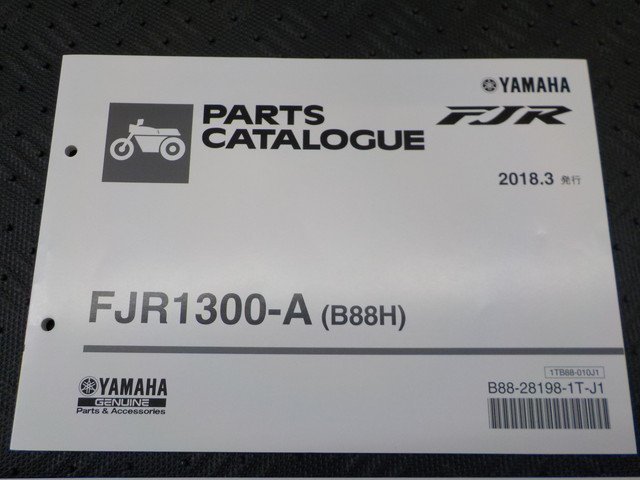 YAMAHA
PARTS
CATALOGUE
FJR
2018.3 発行
FJR1300-A (B88H)
YAMAHA
GENUINE
Parts & Accessories
1TB88-010J1
B88-28198-1T-J1